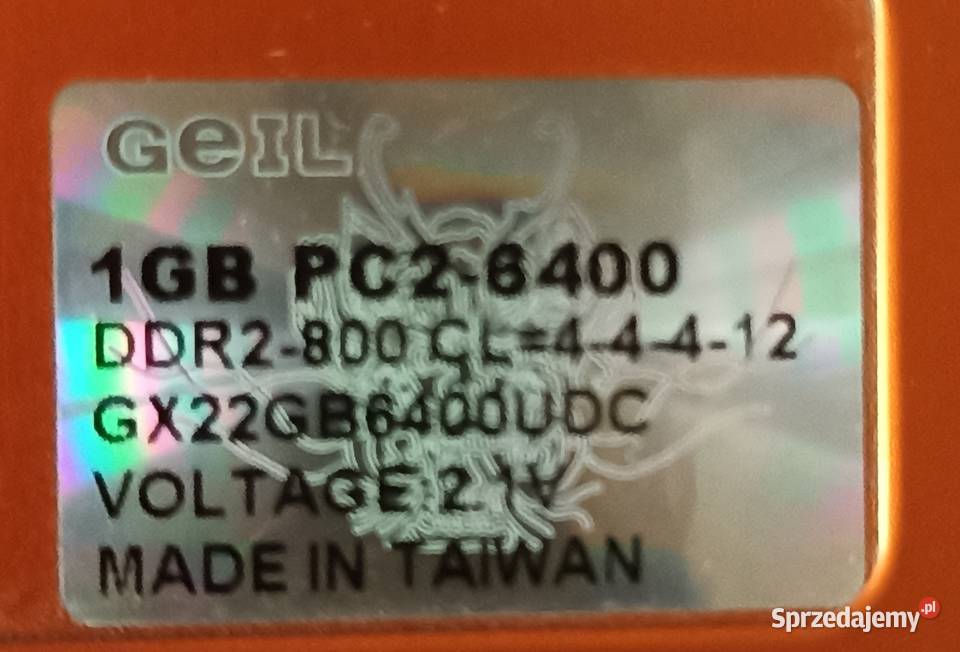 GeIL
1GB PC2-6400
DDR2-800 CL=4-4-4-12
GX22GB6400UDC
VOLTAGE 2.1V
MADE IN TAIWAN
Sprzedajemy.pl